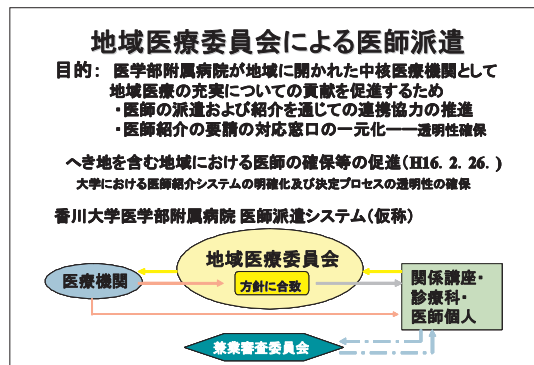 地域医療委員会による医師派遣
目的： 医学部附属病院が地域に開かれた中核医療機関として
地域医療の充実についての貢献を促進するため
・医師の派遣および紹介を通じての連携協力の推進
・医師紹介の要請の対応窓口の一元化――透明性確保
へき地を含む地域における医師の確保等の促進（H16. 2. 26. ）
大学における医師紹介システムの明確化及び決定プロセスの透明性の確保
香川大学医学部附属病院 医師派遣システム（仮称）
地域医療委員会
医療機関
方針に合致
関係講座・
診療科・
医師個人
兼業審査委員会